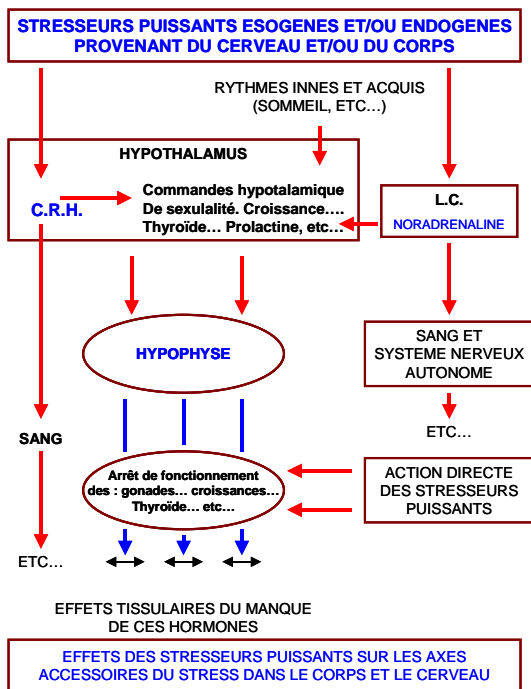 STRESSEURS PUISSANTS ESOGENES ET/OU ENDOGENES
PROVENANT DU CERVEAU ET/OU DU CORPS
RYTHMES INNES ET ACQUIS
(SOMMEIL, ETC…)
HYPOTHALAMUS
C.R.H.
Commandes hypotalamique
De sexulalité. Croissance….
Thyroïde… Prolactine, etc…
L.C.
NORADRENALINE
HYPOPHYSE
SANG ET
SYSTEME NERVEUX
AUTONOME
ETC…
SANG
Arrêt de fonctionnement
des : gonades… croissances…
Thyroïde… etc…
ACTION DIRECTE
DES STRESSEURS
PUISSANTS
ETC…
EFFETS TISSULAIRES DU MANQUE
DE CES HORMONES
EFFETS DES STRESSEURS PUISSANTS SUR LES AXES
ACCESSOIRES DU STRESS DANS LE CORPS ET LE CERVEAU